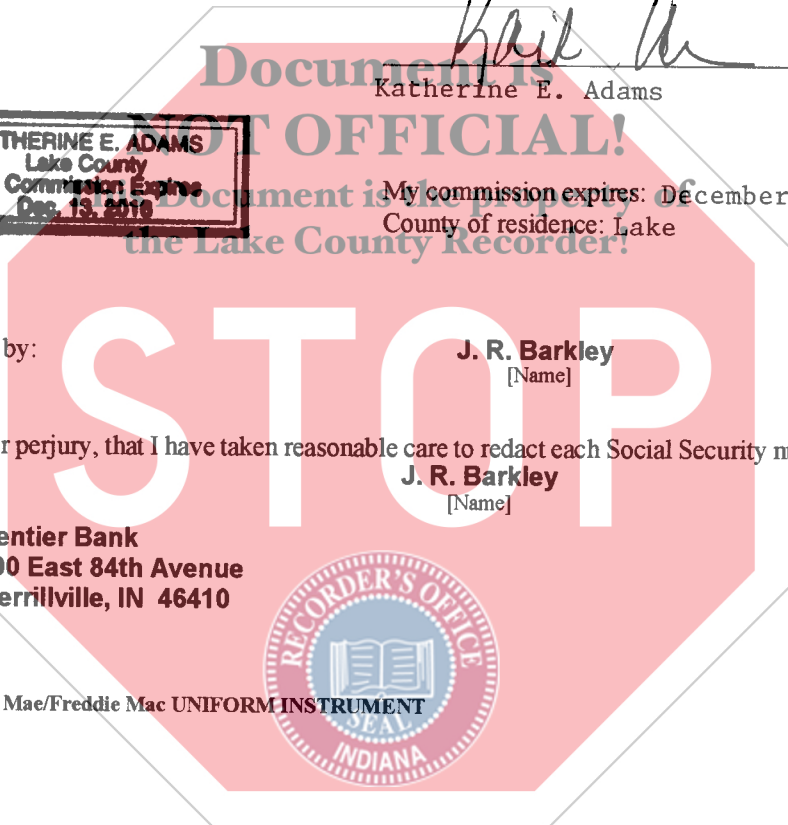 Document is
Katherine E. Adams
NOT OFFICIAL!
THERINE E. ADAMS
Lake County
Commission Expires
Dec. 13, 2016
Document is the property of
My commission expires: December
the Lake County Recorder!
County of residence: Lake
STOP
by:
J. R. Barkley
[Name]
r perjury, that I have taken reasonable care to redact each Social Security
J. R. Barkley
[Name]
entier Bank
00 East 84th Avenue
errillville, IN 46410
RECORDER'S OFFICE
Mae/Freddie Mac UNIFORM INSTRUMENT
SEAL
INDIANA